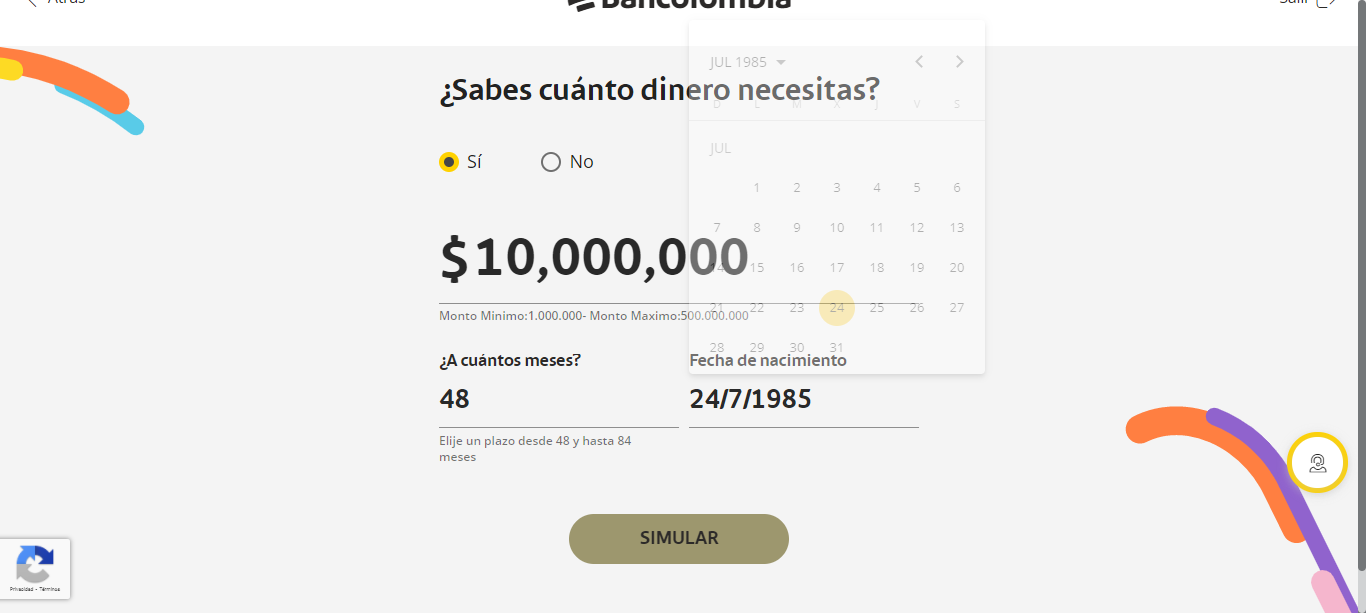 Atrás
Bancolombia
Salir
¿Sabes cuánto dinero necesitas?
Sí
No
$10,000,000
Monto Minimo:1.000.000- Monto Maximo:500.000.000
JUL 1985
D L M X J V S
JUL
1 2 3 4 5 6
7 8 9 10 11 12 13
14 15 16 17 18 19 20
21 22 23 24 25 26 27
28 29 30 31
¿A cuántos meses?
48
Elije un plazo desde 48 y hasta 84
meses
Fecha de nacimiento
24/7/1985
SIMULAR
Privacidad - Términos